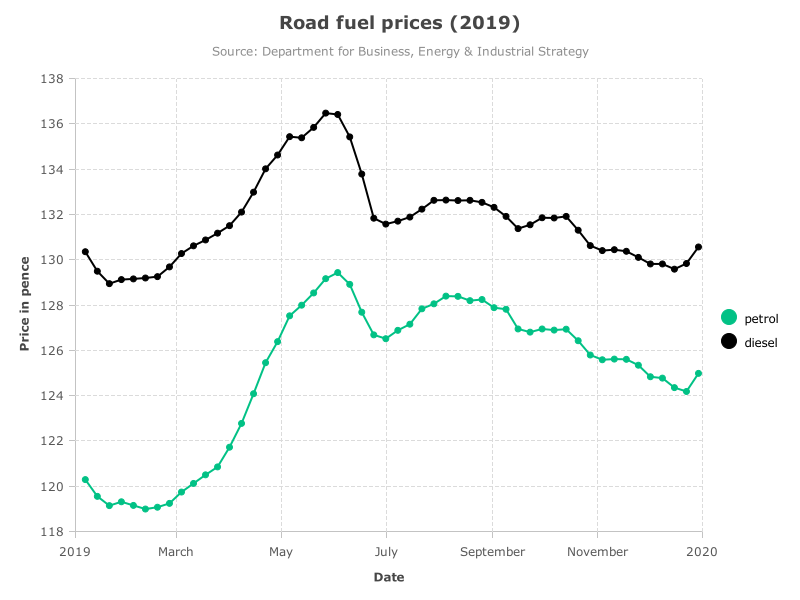 Road fuel prices (2019)
Source: Department for Business, Energy & Industrial Strategy
138
136
134
132
130
128
126
124
122
120
118
Price in pence
2019 March May July September November 2020
Date
petrol
diesel